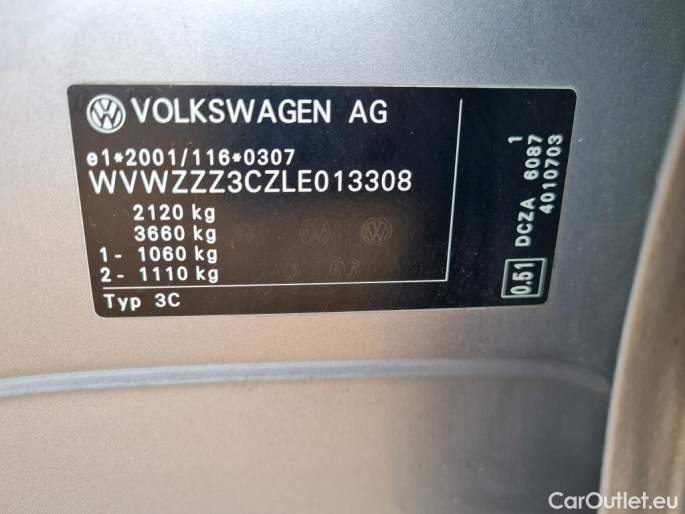 VOLKSWAGEN AG
e1*2001/116*0307
WVWZZZ3CZLE013308
2120 kg
3660 kg
1- 1060 kg
2- 1110 kg
Typ 3C
1
DCZA 6087
4010703
0.51
CarOutlet.eu